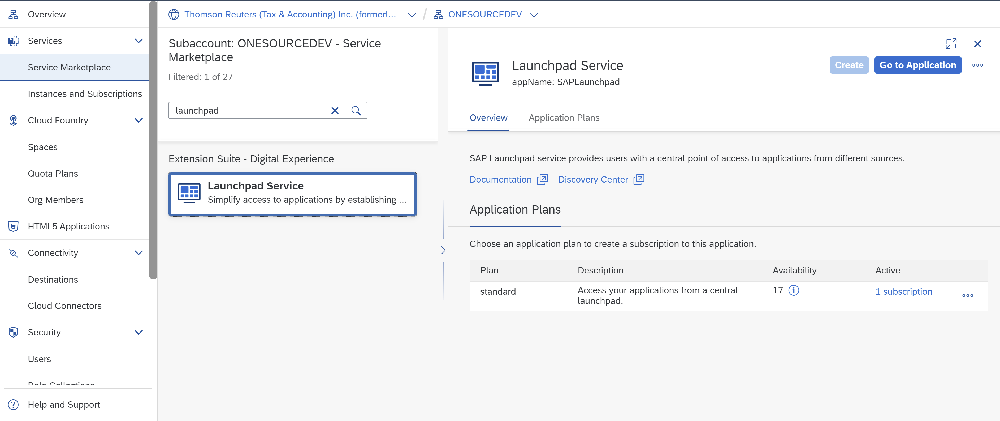 Overview
Services
Service Marketplace
Instances and Subscriptions
Cloud Foundry
Spaces
Quota Plans
Org Members
HTML5 Applications
Connectivity
Destinations
Cloud Connectors
Security
Users
Role Collections
Help and Support
Thomson Reuters (Tax & Accounting) Inc. (formerl... / ONESOURCEDEV
Subaccount: ONESOURCEDEV - Service
Marketplace
Filtered: 1 of 27
launchpad
Extension Suite - Digital Experience
Launchpad Service
Simplify access to applications by establishing ...
Launchpad Service
appName: SAPLaunchpad
Create Go to Application
Overview Application Plans
SAP Launchpad service provides users with a central point of access to applications from different sources.
Documentation Discovery Center
Application Plans
Choose an application plan to create a subscription to this application.
Plan Description Availability Active
standard Access your applications from a central 17 1 subscription
launchpad.